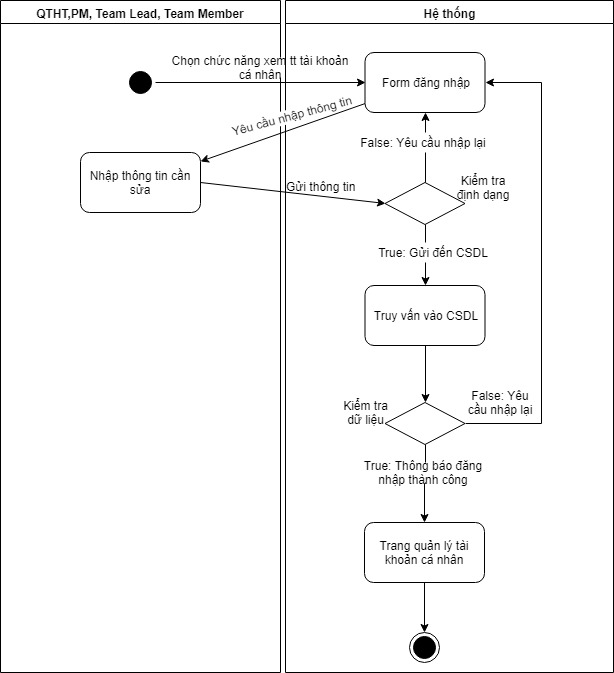 QTHT,PM, Team Lead, Team Member
Hệ thống
Chọn chức năng xem tt tài khoản
cá nhân
Form đăng nhập
Yêu cầu nhập thông tin
False: Yêu cầu nhập lại
Nhập thông tin cần
sửa
Gửi thông tin
Kiểm tra
định dạng
True: Gửi đến CSDL
Truy vấn vào CSDL
Kiểm tra
dữ liệu
False: Yêu
cầu nhập lại
True: Thông báo đăng
nhập thành công
Trang quản lý tài
khoản cá nhân